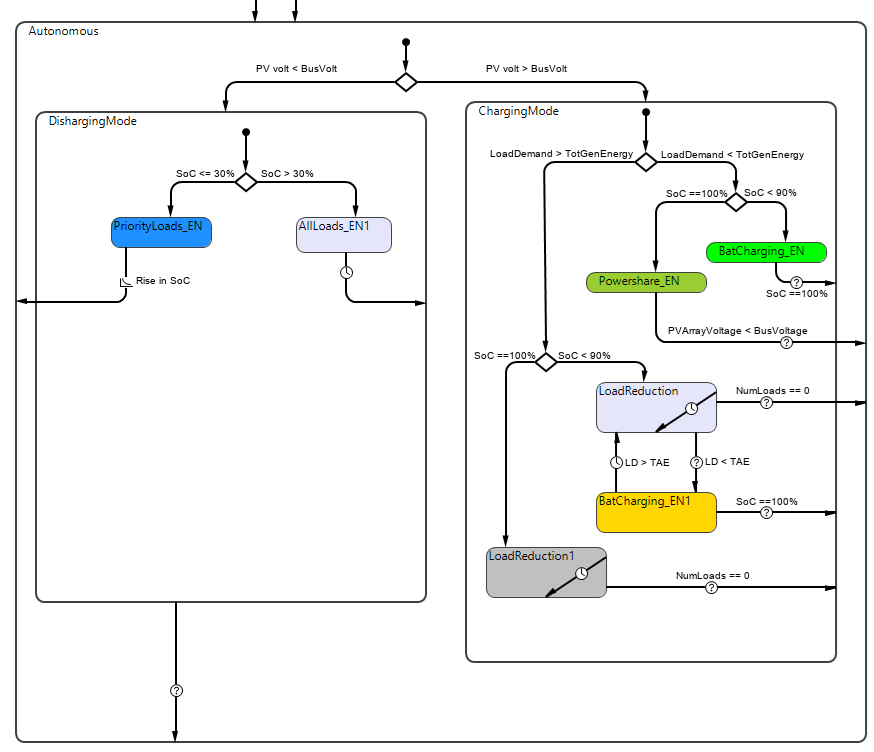 Autonomous
PV volt < BusVolt
PV volt > BusVolt
DishargingMode
SoC <= 30%
SoC > 30%
PriorityLoads_EN
AllLoads_EN1
Rise in SoC
?
ChargingMode
LoadDemand > TotGenEnergy
LoadDemand < TotGenEnergy
SoC ==100%
SoC < 90%
BatCharging_EN
?
SoC ==100%
Powershare_EN
PVArrayVoltage < BusVoltage
?
SoC ==100%
SoC < 90%
LoadReduction
NumLoads == 0
?
LD > TAE
? LD < TAE
BatCharging_EN1
SoC ==100%
?
LoadReduction1
NumLoads == 0
?